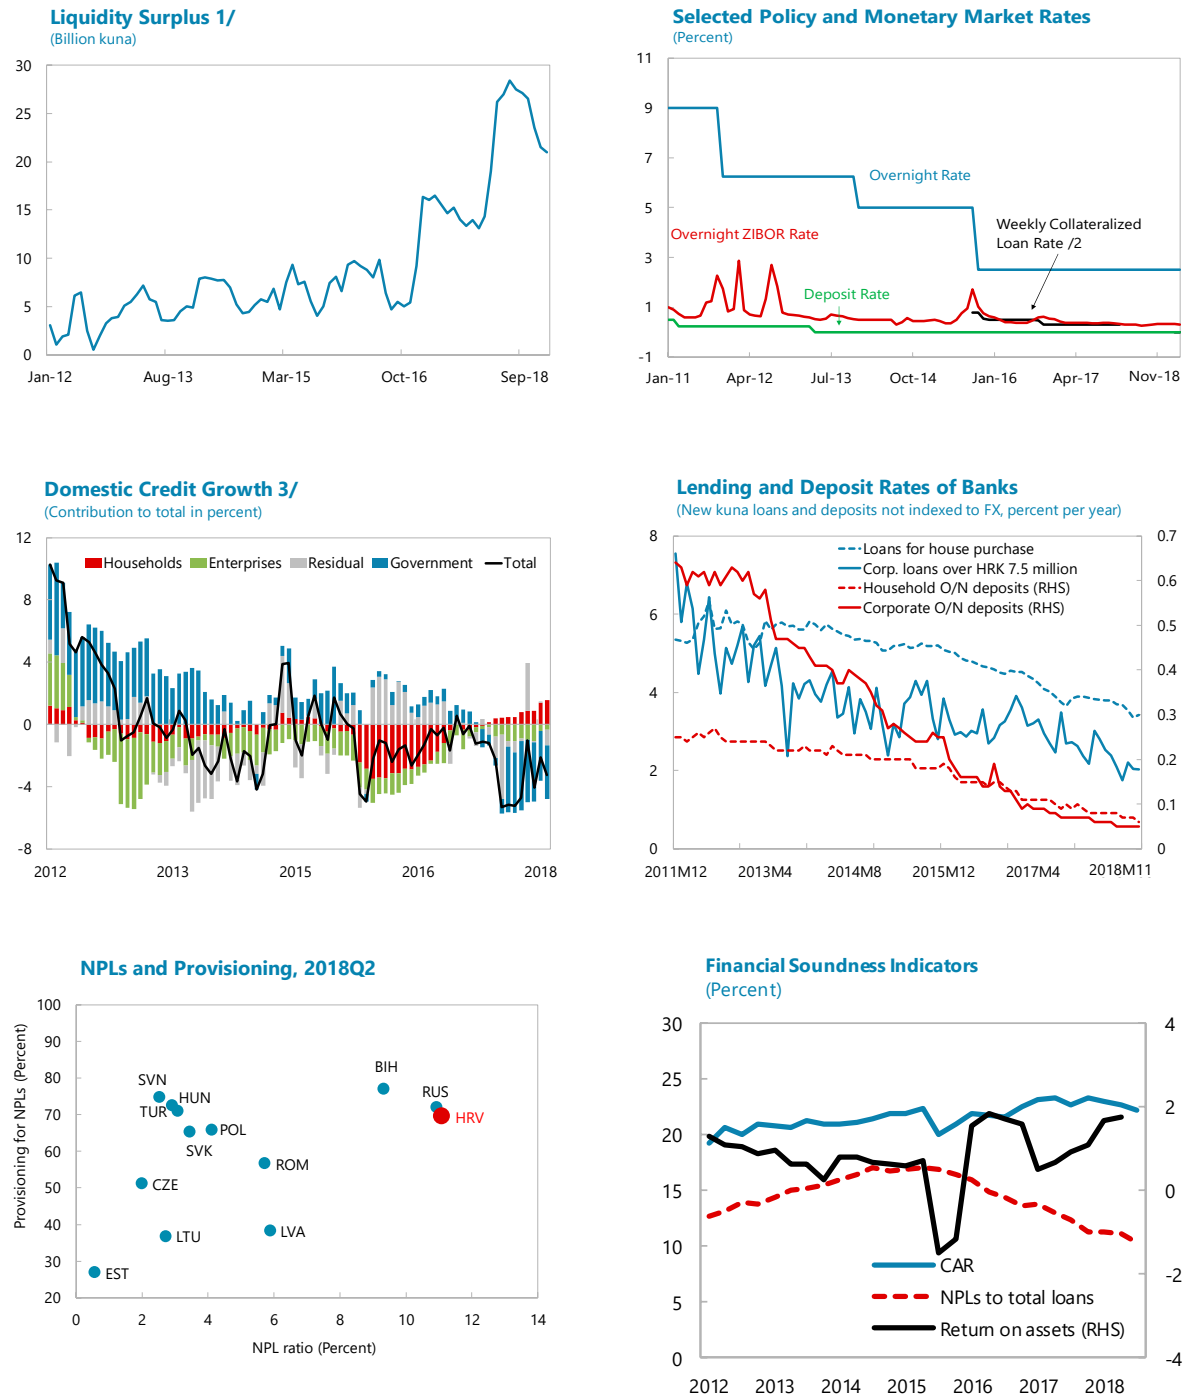 Liquidity Surplus 1/
(Billion kuna)
30
25
20
15
10
5
0
Jan-12 Aug-13 Mar-15 Oct-16 Sep-18
Selected Policy and Monetary Market Rates
(Percent)
11
9
7
5
3
1
-1
Overnight Rate
Weekly Collateralized
Loan Rate /2
Overnight ZIBOR Rate
Deposit Rate
Jan-11 Apr-12 Jul-13 Oct-14 Jan-16 Apr-17 Nov-18
Domestic Credit Growth 3/
(Contribution to total in percent)
12
8
4
0
-4
-8
Households Enterprises Residual Government Total
2012 2013 2015 2016 2018
Lending and Deposit Rates of Banks
(New kuna loans and deposits not indexed to FX, percent per year)
8
6
4
2
0
Loans for house purchase
Corp. loans over HRK 7.5 million
Household O/N deposits (RHS)
Corporate O/N deposits (RHS)
0.7
0.6
0.5
0.4
0.3
0.2
0.1
0
2011M12 2013M4 2014M8 2015M12 2017M4 2018M11
NPLs and Provisioning, 2018Q2
Provisioning for NPLs (Percent)
100
90
80
70
60
50
40
30
20
BIH
SVN
RUS
HUN
TUR
HRV
POL
SVK
ROM
CZE
LTU
LVA
EST
0 2 4 6 8 10 12 14
NPL ratio (Percent)
Financial Soundness Indicators
(Percent)
30
25
20
15
10
5
0
4
2
0
-2
-4
CAR
NPLs to total loans
Return on assets (RHS)
2012 2013 2014 2015 2016 2017 2018